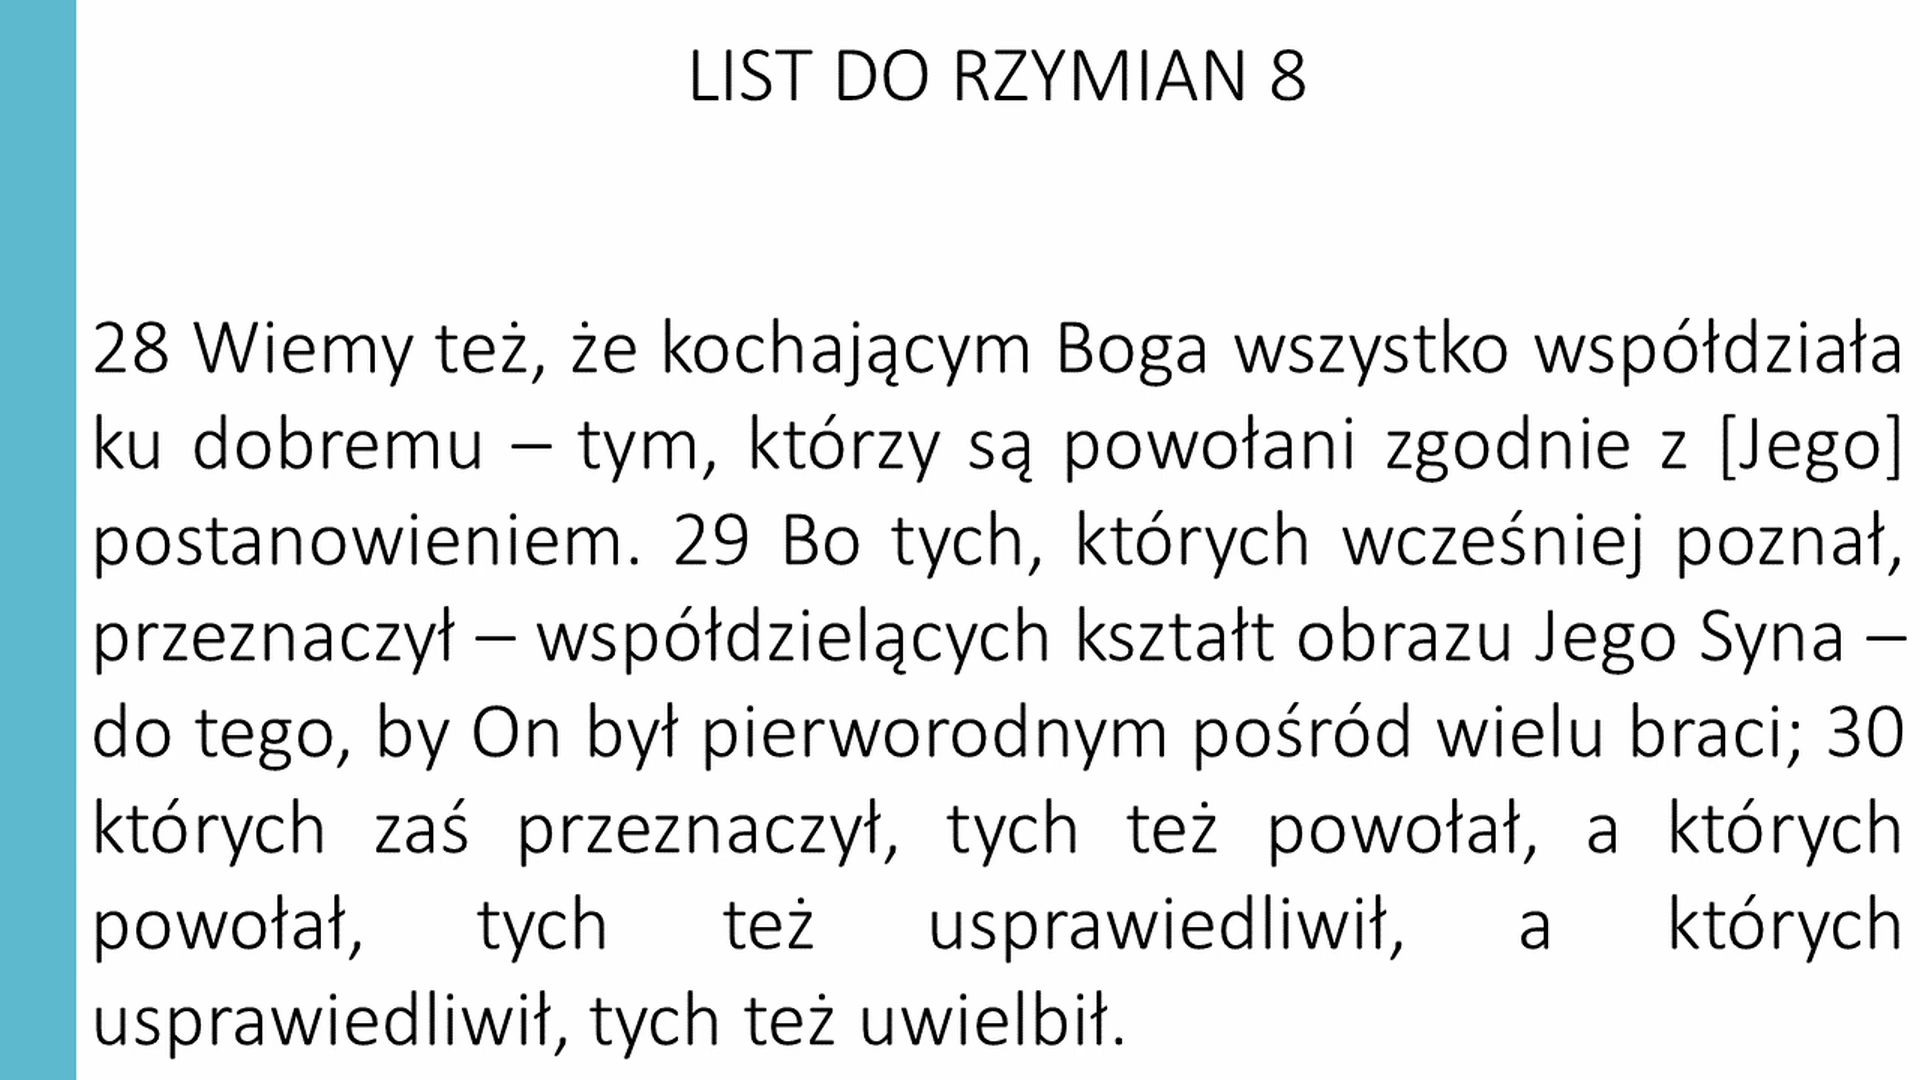 LIST DO RZYMIAN 8
28 Wiemy też, że kochającym Boga wszystko współdziała
ku dobremu – tym, którzy są powołani zgodnie z [Jego]
postanowieniem. 29 Bo tych, których wcześniej poznał,
przeznaczył – współdzielących kształt obrazu Jego Syna –
do tego, by On był pierworodnym pośród wielu braci; 30
których zaś przeznaczył, tych też powołał, a których
powołał, tych też usprawiedliwił, a których
usprawiedliwił, tych też uwielbił.